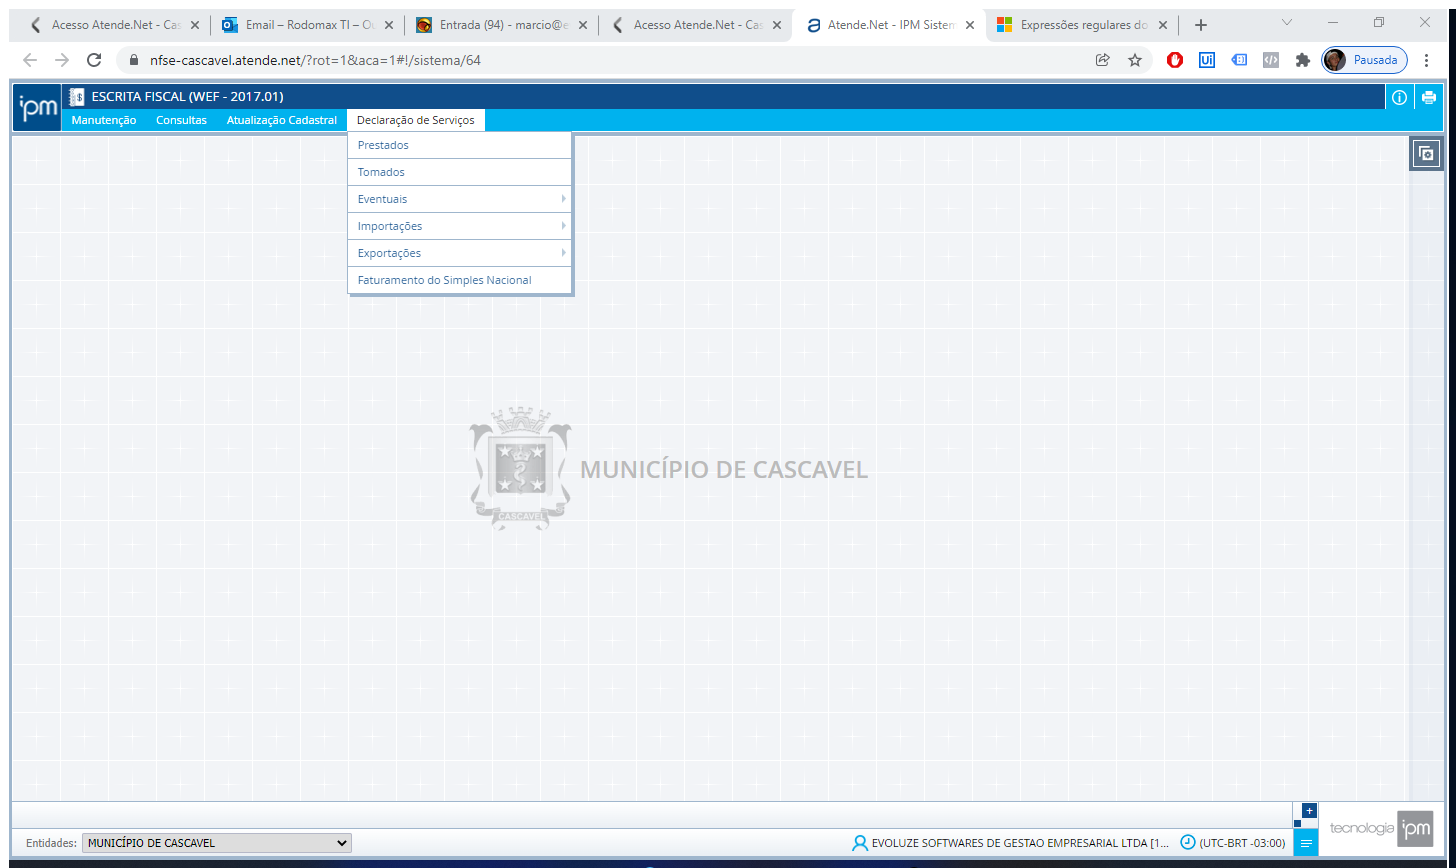 Acesso Atende.Net - Cas
Email – Rodomax TI – Ou
Entrada (94) - marcio@e
Acesso Atende.Net - Cas
Atende.Net - IPM Sistem
Expressões regulares do
nfse-cascavel.atende.net/?rot=1&aca=1#!/sistema/64
Pausada
ipm
ESCRITA FISCAL (WEF - 2017.01)
Manutenção Consultas Atualização Cadastral Declaração de Serviços
Prestados
Tomados
Eventuais
Importações
Exportações
Faturamento do Simples Nacional
MUNICÍPIO DE CASCAVEL
CASCAVEL
Entidades: MUNICÍPIO DE CASCAVEL
EVOLUZE SOFTWARES DE GESTAO EMPRESARIAL LTDA [1...
(UTC-BRT -03:00)
tecnologia ipm